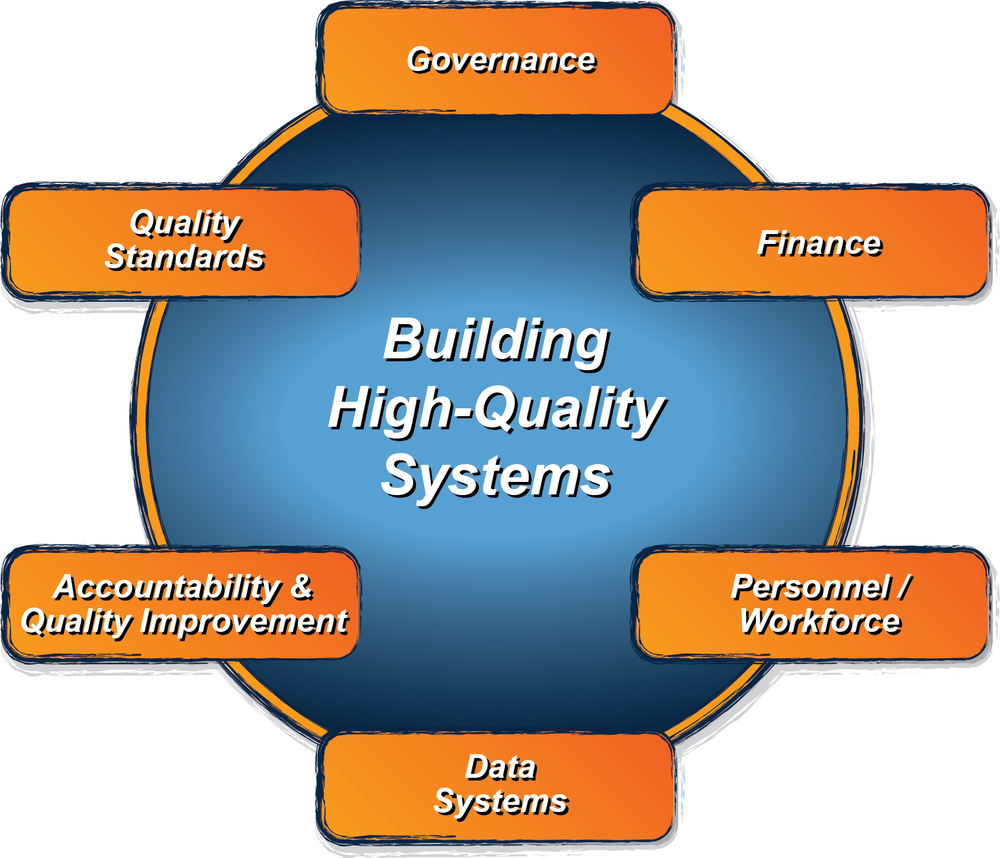 Governance
Quality
Standards
Finance
Building
High-Quality
Systems
Accountability &
Quality Improvement
Personnel /
Workforce
Data
Systems